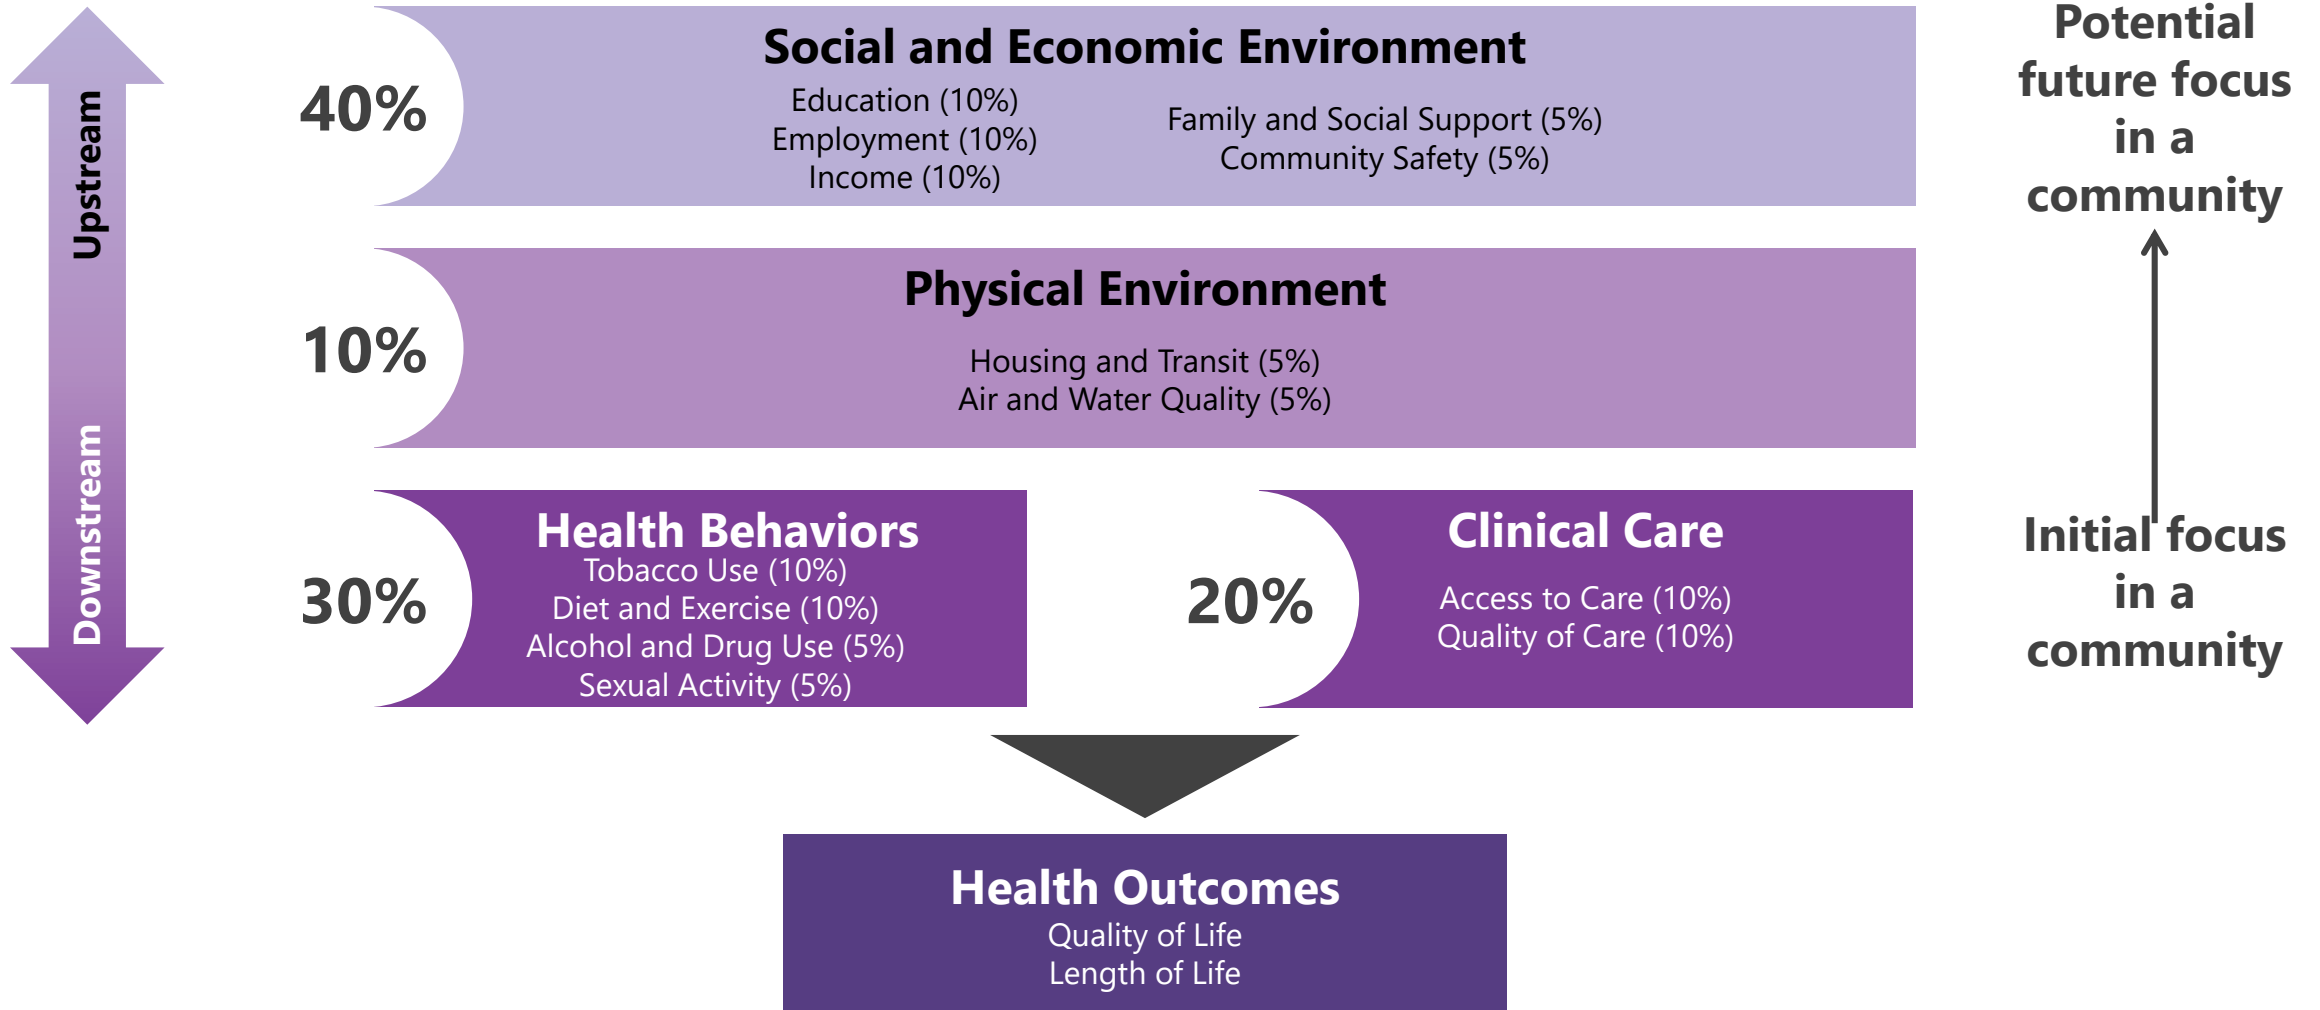 Upstream
Downstream
40%
Social and Economic Environment
Education (10%)
Employment (10%)
Income (10%)
Family and Social Support (5%)
Community Safety (5%)
10%
Physical Environment
Housing and Transit (5%)
Air and Water Quality (5%)
30%
Health Behaviors
Tobacco Use (10%)
Diet and Exercise (10%)
Alcohol and Drug Use (5%)
Sexual Activity (5%)
20%
Clinical Care
Access to Care (10%)
Quality of Care (10%)
Health Outcomes
Quality of Life
Length of Life
Potential
future focus
in a
community
Initial focus
in a
community